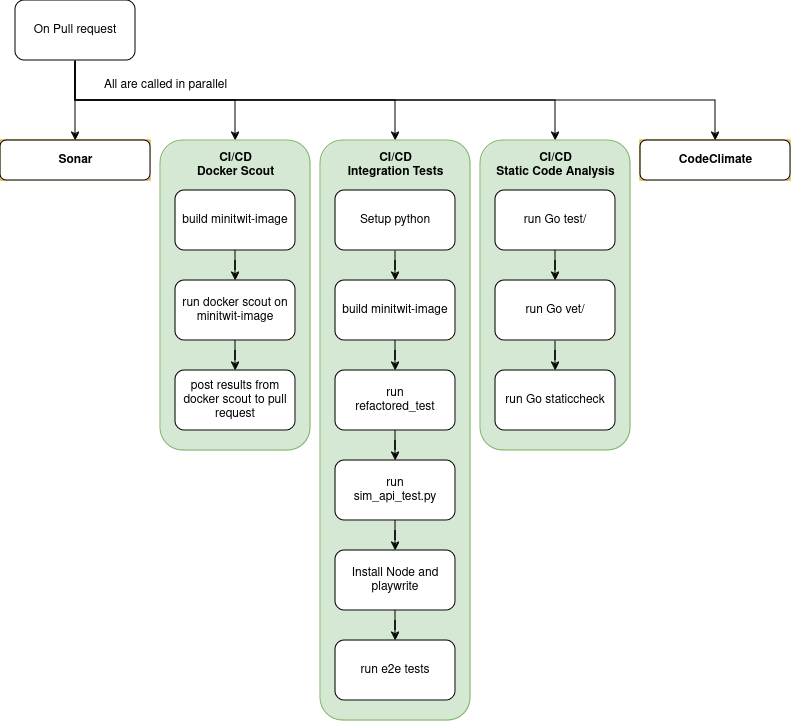 On Pull request
All are called in parallel
Sonar
CI/CD
Docker Scout
build minitwit-image
run docker scout on
minitwit-image
post results from
docker scout to pull
request
CI/CD
Integration Tests
Setup python
build minitwit-image
run
refactored_test
run
sim_api_test.py
Install Node and
playwrite
run e2e tests
CI/CD
Static Code Analysis
run Go test/
run Go vet/
run Go staticcheck
CodeClimate